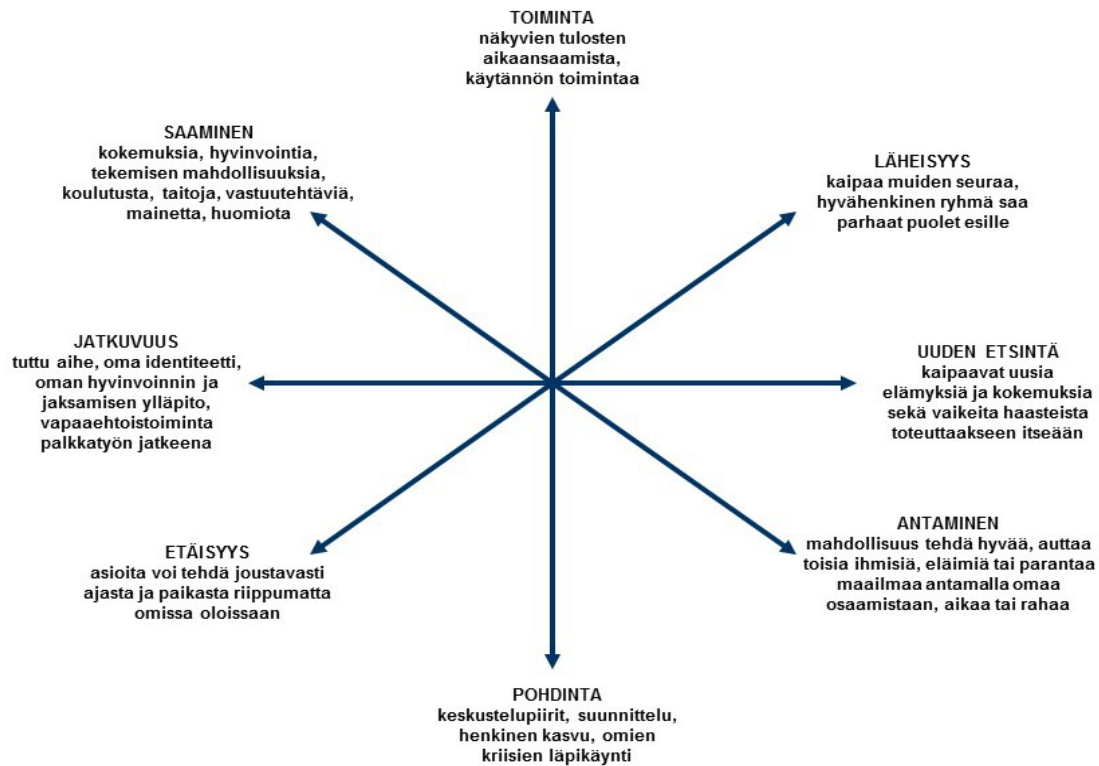 TOIMINTA
näkyvien tulosten
aikaansaamista,
käytännön toimintaa
SAAMINEN
kokemuksia, hyvinvointia,
tekemisen mahdollisuuksia,
koulutusta, taitoja, vastuutehtäviä,
mainetta, huomiota
LÄHEISYYS
kaipaa muiden seuraa,
hyvähenkinen ryhmä saa
parhaat puolet esille
JATKUVUUS
tuttu aihe, oma identiteetti,
oman hyvinvoinnin ja
jaksamisen ylläpito,
vapaaehtoistoiminta
palkkatyön jatkeena
UUDEN ETSINTÄ
kaipaavat uusia
elämyksiä ja kokemuksia
sekä vaikeita haasteista
toteuttaakseen itseään
ETÄISYYS
asioita voi tehdä joustavasti
ajasta ja paikasta riippumatta
omissa oloissaan
ANTAMINEN
mahdollisuus tehdä hyvää, auttaa
toisia ihmisiä, eläimiä tai parantaa
maailmaa antamalla omaa
osaamistaan, aikaa tai rahaa
POHDINTA
keskustelupiirit, suunnittelu,
henkinen kasvu, omien
kriisien läpikäynti